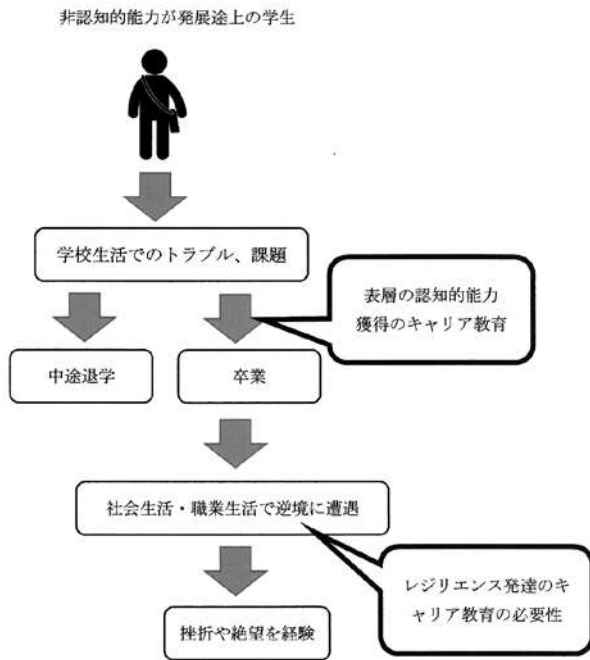 非認知的能力が発展途上の学生
学校生活でのトラブル、課題
表層の認知的能力
獲得のキャリア教育
中途退学
卒業
社会生活・職業生活で逆境に遭遇
レジリエンス発達のキ
ャリア教育の必要性
挫折や絶望を経験